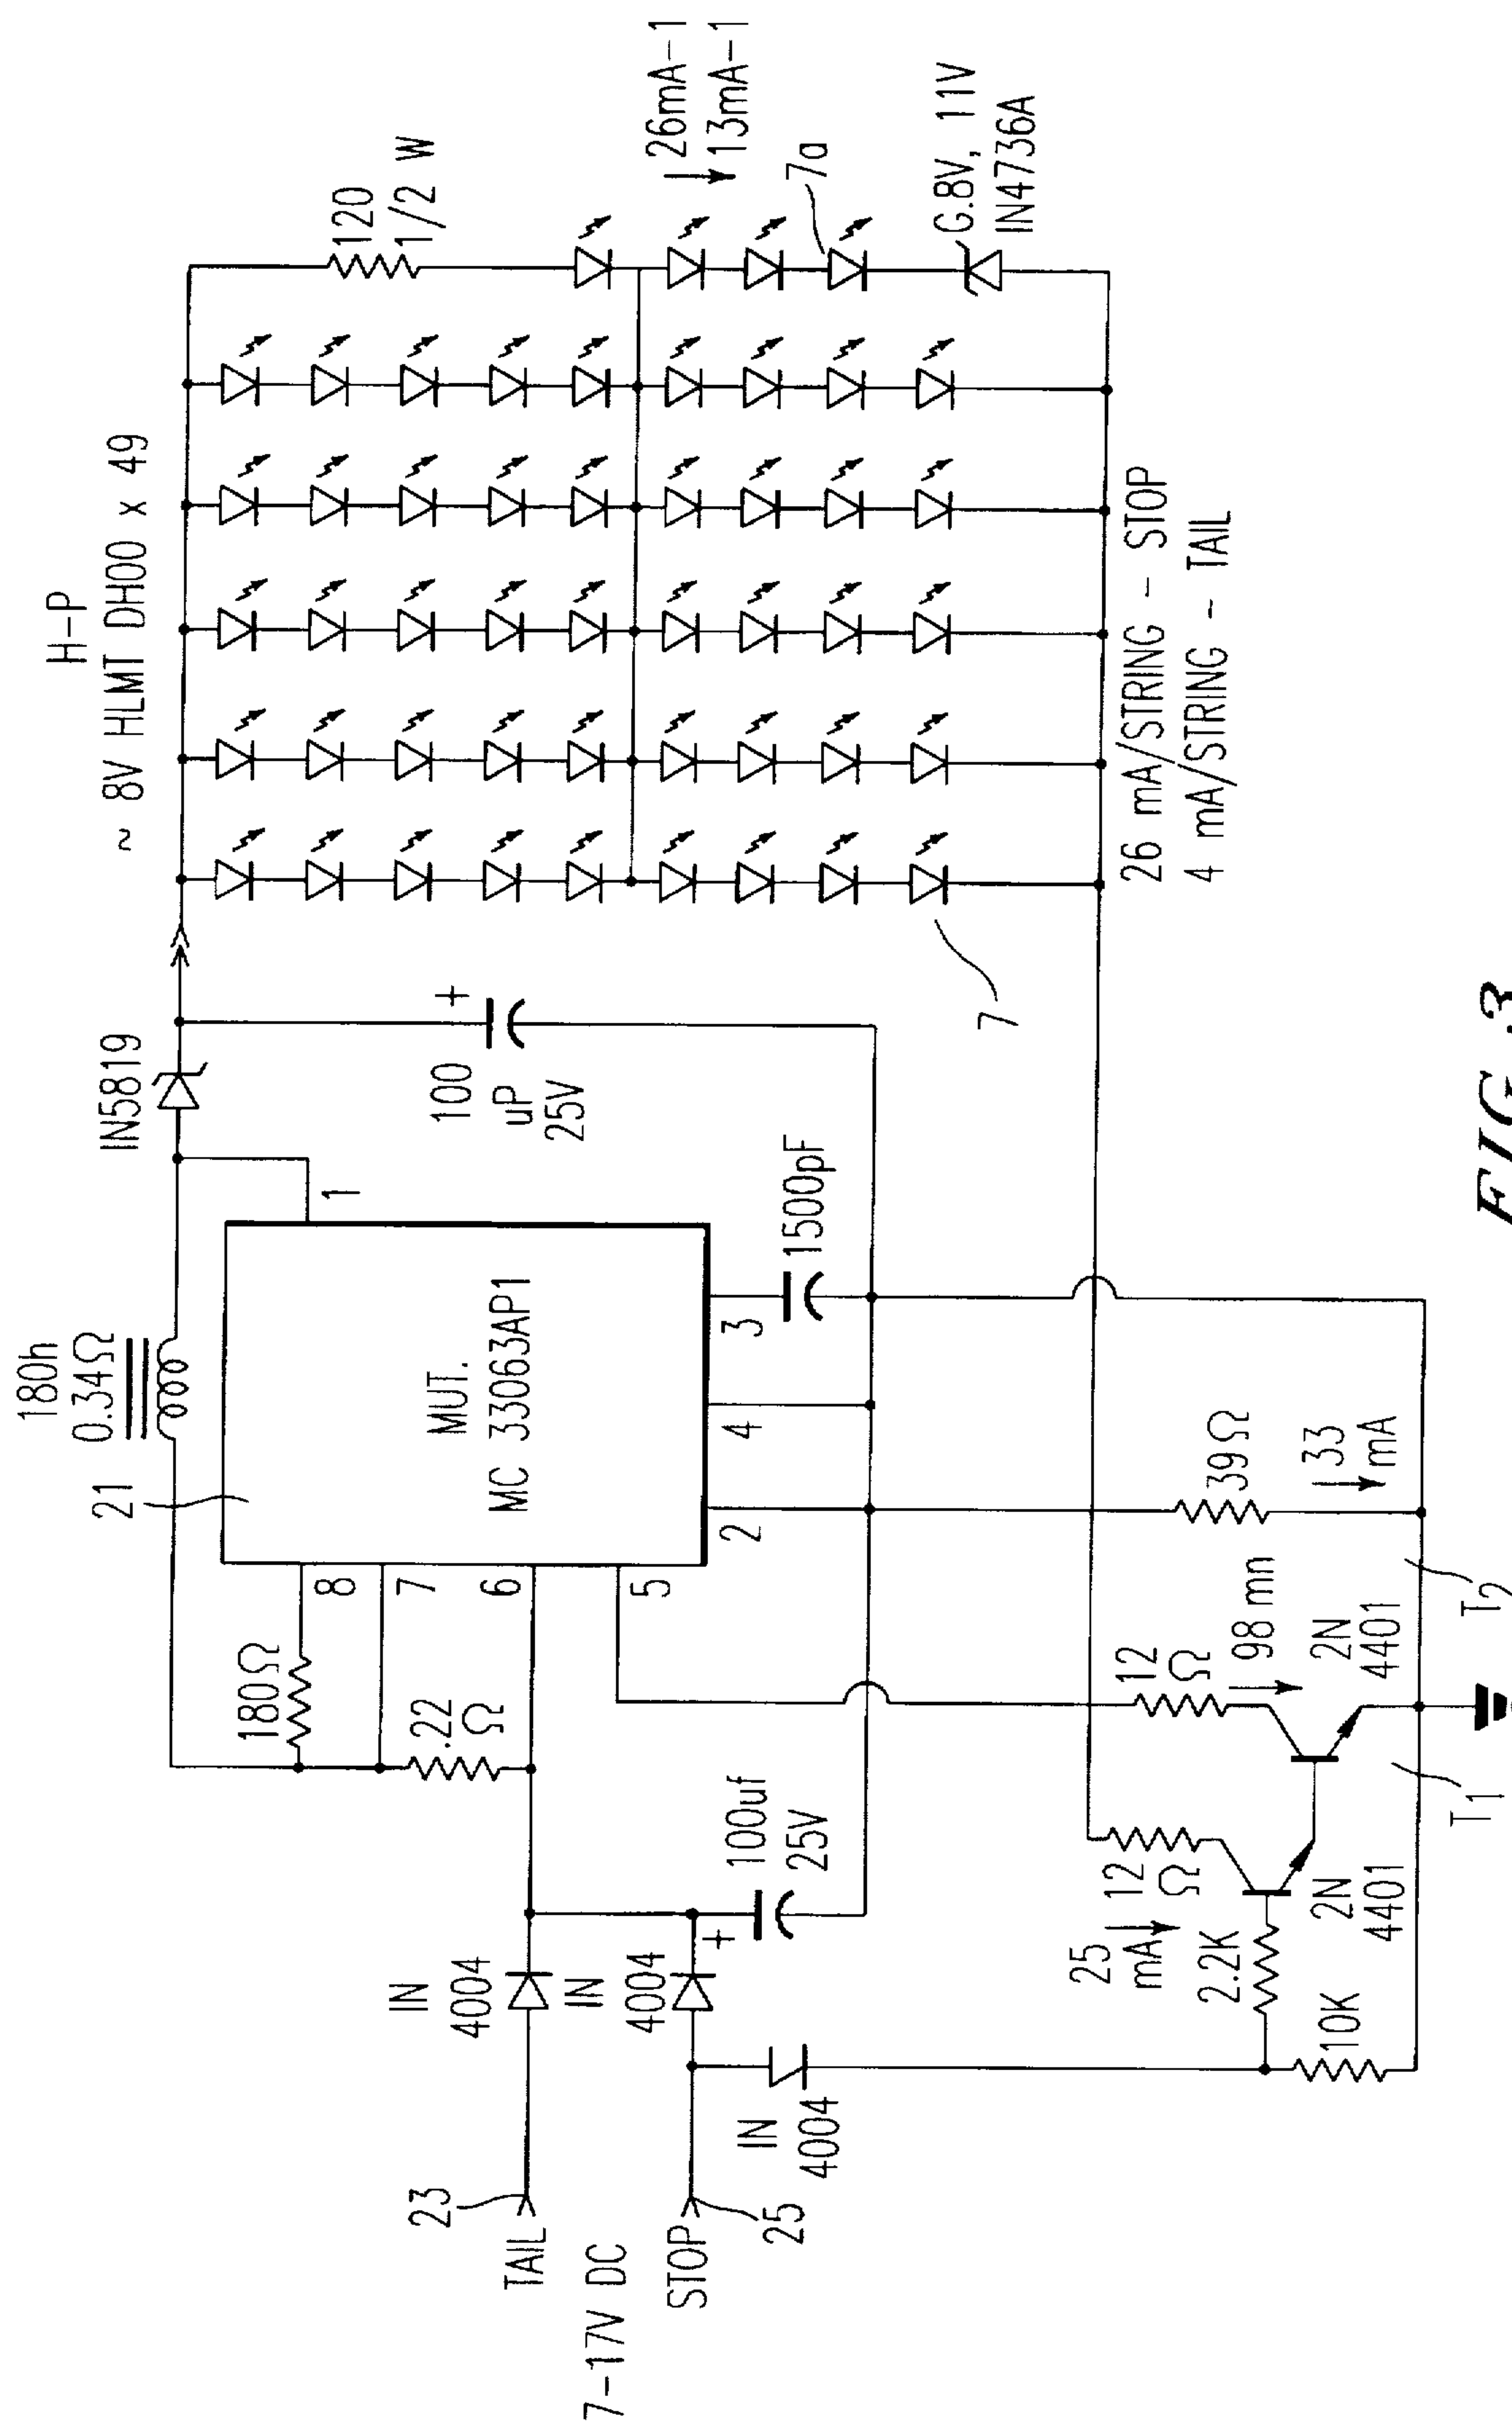 H-P
~ 8V HLMT DH00 x 49
180h
0.34Ω
21
IN5819
120
1/2 W
26mA-1
13mA-1
7a
G.8V, 11V
IN4736A
180Ω
.22
Ω
8
7
6
5
1
2
4
3
MUT.
MC 33063AP1
100
uP
25V
+
1500pF
7
26 mA/STRING - STOP
4 mA/STRING - TAIL
23
TAIL
7-17V DC
STOP
25
IN
4004
IN
4004
IN
4004
100uf
25V
+
39Ω
33
mA
12
Ω
98 mn
2N
4401
T2
25
mA
12
Ω
2.2K
2N
4401
10K
T1
FIG. 3